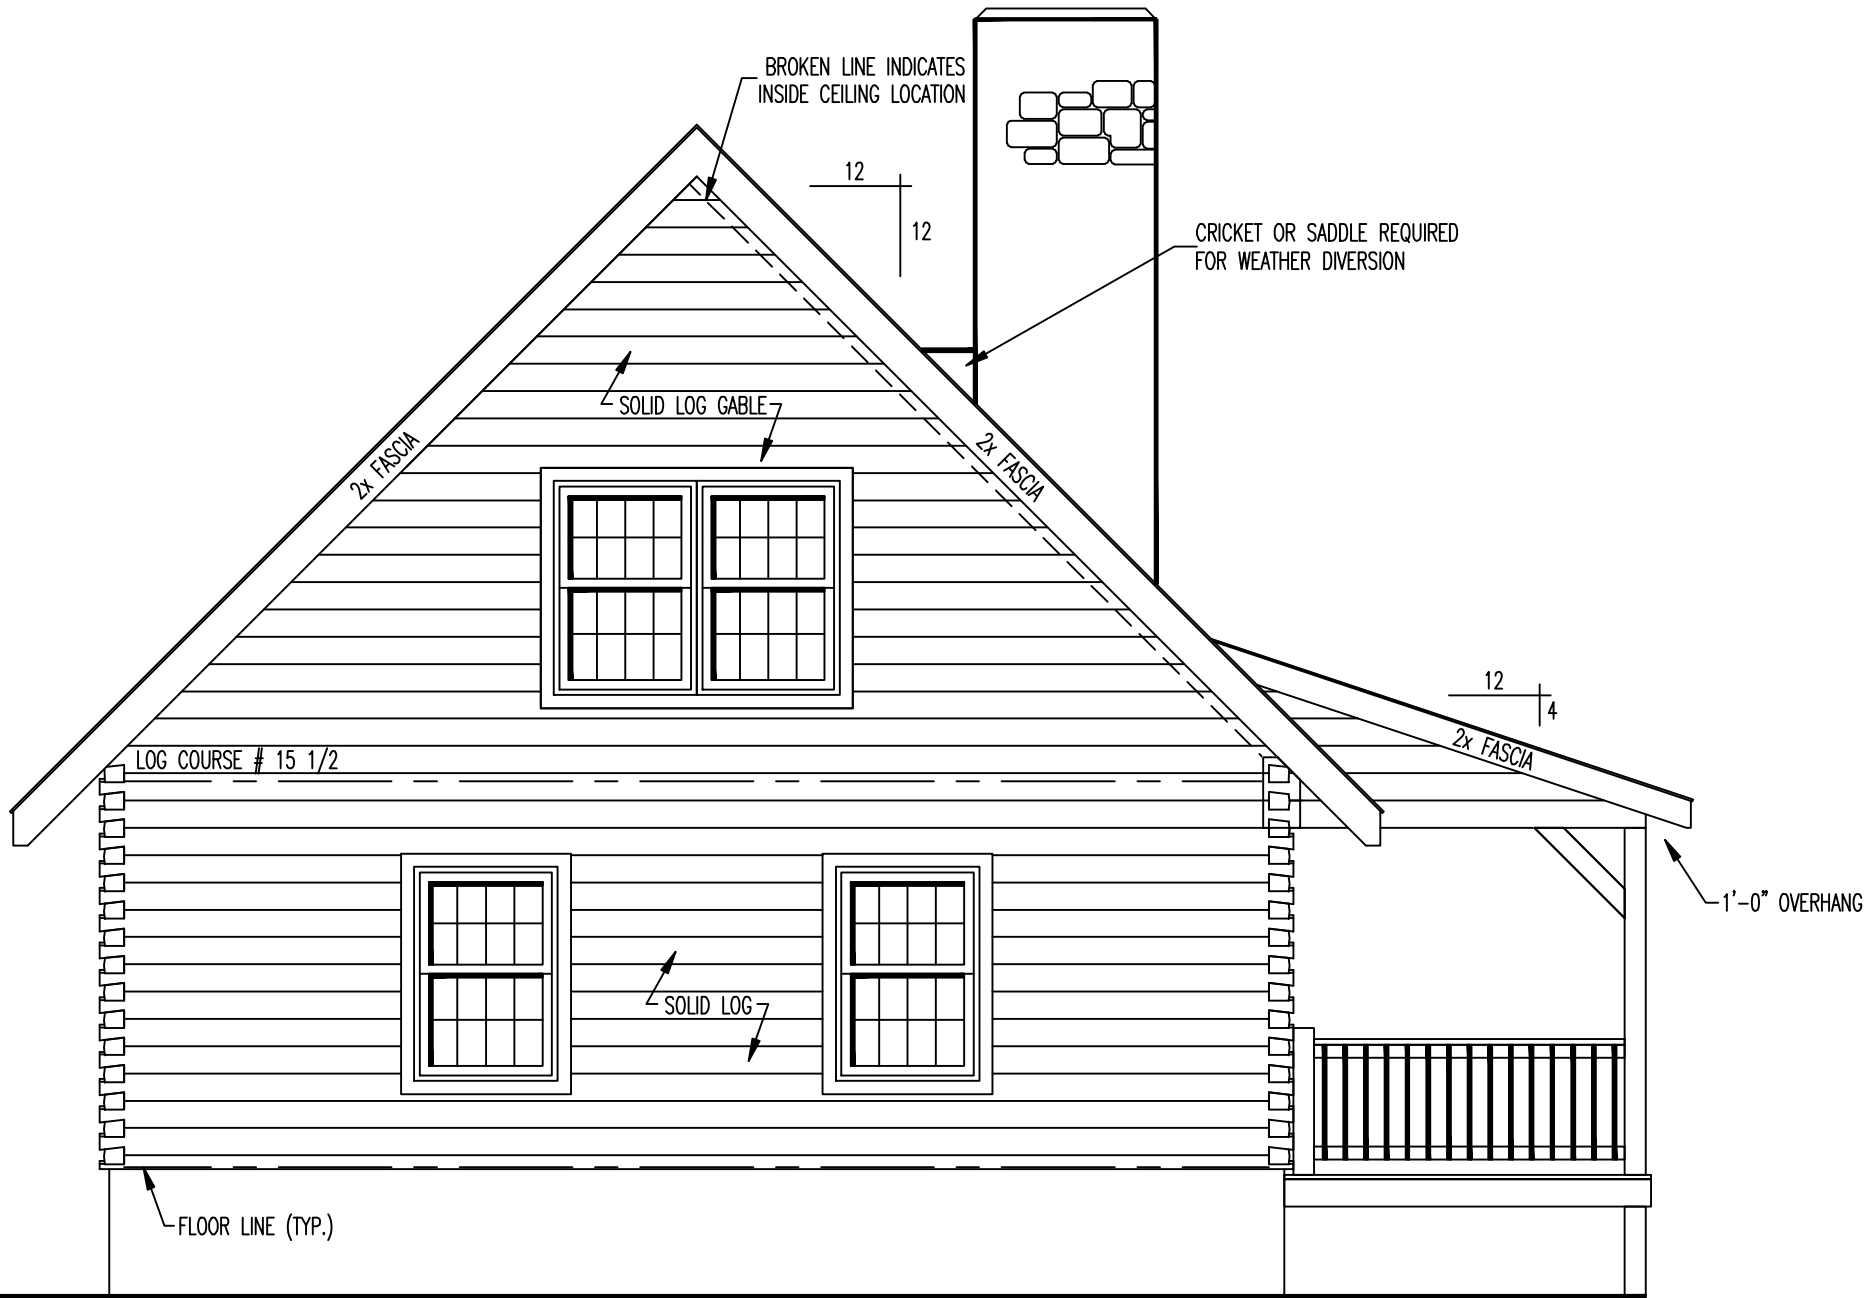 BROKEN LINE INDICATES
INSIDE CEILING LOCATION
12
12
CRICKET OR SADDLE REQUIRED
FOR WEATHER DIVERSION
SOLID LOG GABLE
2x FASCIA
2x FASCIA
12
4
2x FASCIA
LOG COURSE # 15 1/2
1'-0" OVERHANG
SOLID LOG
FLOOR LINE (TYP.)